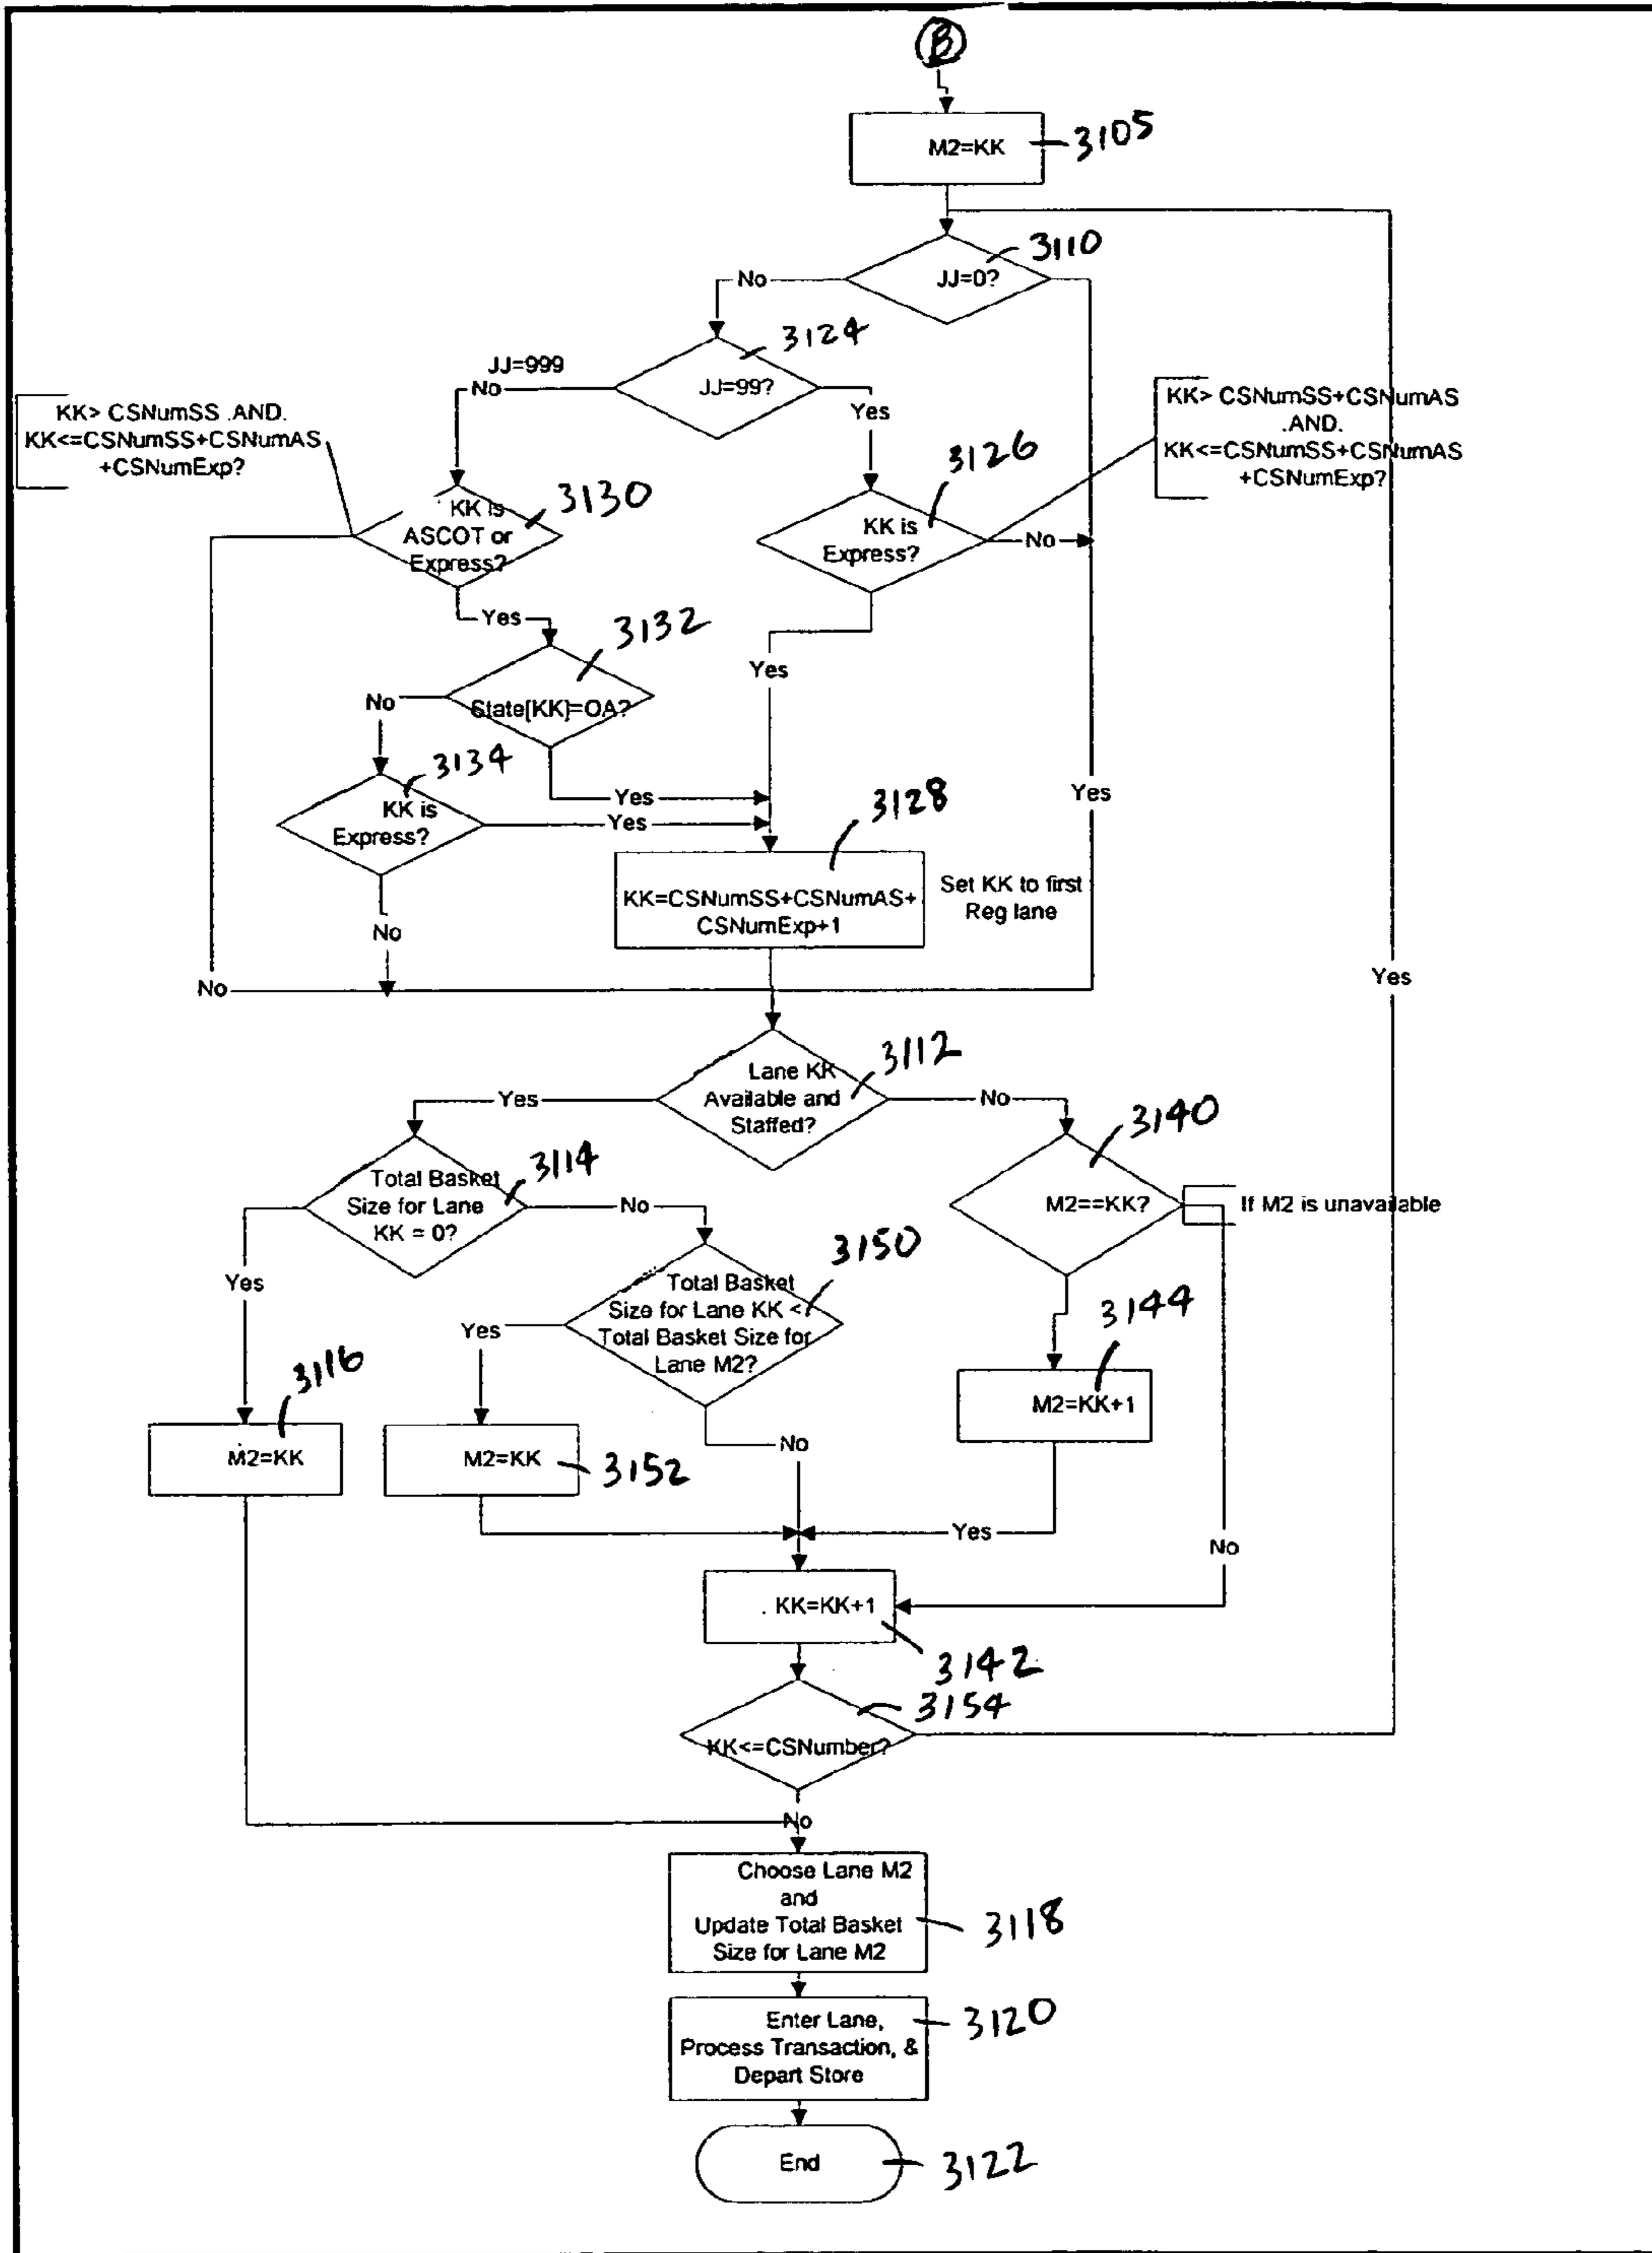 B
M2=KK
3105
3110
JJ=0?
No
3124
JJ=999
No
JJ=99?
Yes
KK> CSNumSS .AND.
KK<=CSNumSS+CSNumAS
+CSNumExp?
KK> CSNumSS+CSNumAS
.AND.
KK<=CSNumSS+CSNumAS
+CSNumExp?
3126
3130
KK is
ASCOT or
Express?
KK is
Express?
No
Yes
3132
Yes
State[KK]=OA?
No
3134
KK is
Express?
Yes
Yes
Yes
3128
KK=CSNumSS+CSNumAS+
CSNumExp+1
Set KK to first
Reg lane
No
No
Yes
3112
Lane KK
Available and
Staffed?
Yes
No
3140
3114
Total Basket
Size for Lane
KK = 0?
No
M2==KK?
If M2 is unavailable
3150
Yes
Total Basket
Size for Lane KK <
Total Basket Size for
Lane M2?
Yes
3144
3116
M2=KK+1
M2=KK
M2=KK
3152
No
Yes
No
KK=KK+1
3142
3154
KK<=CSNumber?
No
Choose Lane M2
and
Update Total Basket
Size for Lane M2
3118
Enter Lane,
Process Transaction, &
Depart Store
3120
End
3122